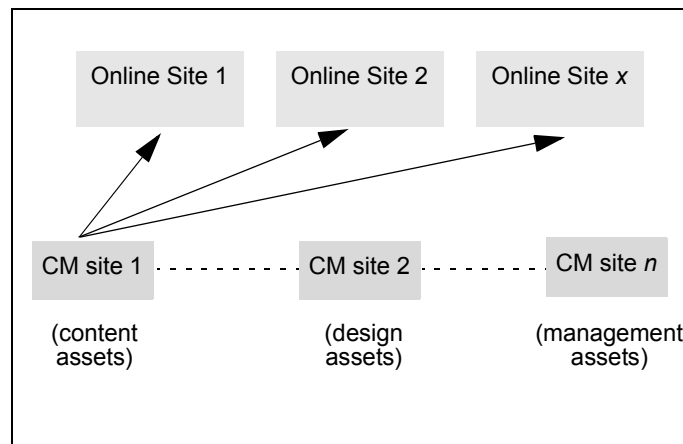 Online Site 1
Online Site 2
Online Site x
CM site 1
CM site 2
CM site n
(content
assets)
(design
assets)
(management
assets)